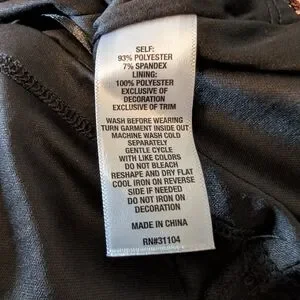 SELF:
93% POLYESTER
7% SPANDEX
LINING:
100% POLYESTER
EXCLUSIVE OF
DECORATION
EXCLUSIVE OF TRIM
WASH BEFORE WEARING
TURN GARMENT INSIDE OUT
MACHINE WASH COLD
SEPARATELY
GENTLE CYCLE
WITH LIKE COLORS
DO NOT BLEACH
RESHAPE AND DRY FLAT
COOL IRON ON REVERSE
SIDE IF NEEDED
DO NOT IRON ON
DECORATION
MADE IN CHINA
RN#31104